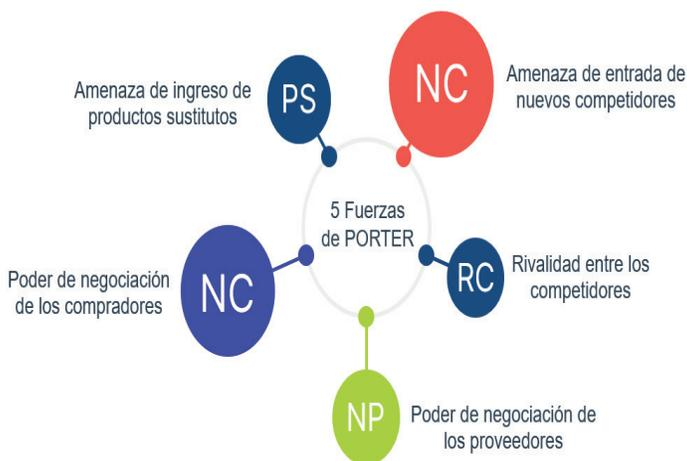 NC
Amenaza de entrada de
nuevos competidores
PS
Amenaza de ingreso de
productos sustitutos
5 Fuerzas
de PORTER
NC
Poder de negociación
de los compradores
RC
Rivalidad entre los
competidores
NP
Poder de negociación de
los proveedores